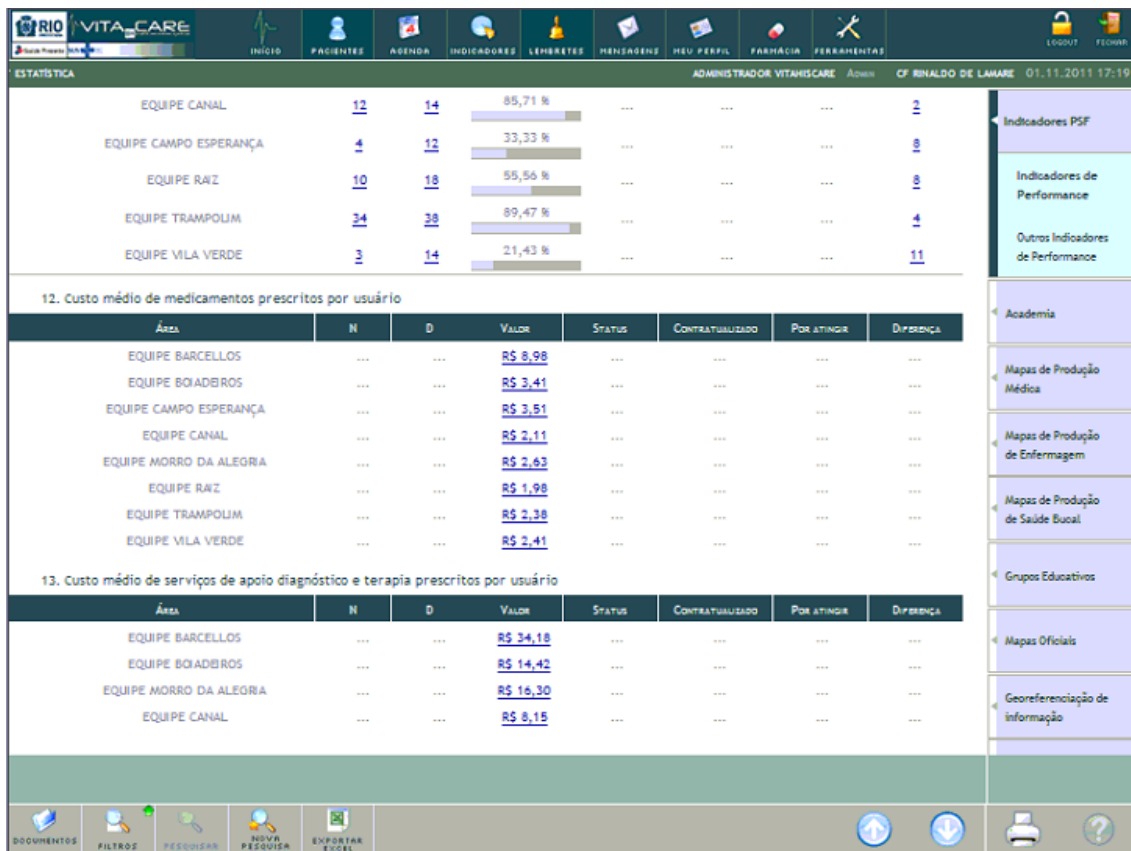 RIO VITA CARE
INÍCIO PACIENTES AGENDA INDICADORES LEMBRETES MENSAGENS MEU PERFIL FARMÁCIA FERRAMENTAS LOGOUT FECHAR
ESTATÍSTICA ADMINISTRADOR VITAHISCARE ADMIN CF RINALDO DE LAMARE 01.11.2011 17:19
EQUIPE CANAL 12 14 85,71 % ... ... ... 2
EQUIPE CAMPO ESPERANÇA 4 12 33,33 % ... ... ... 8
EQUIPE RAIZ 10 18 55,56 % ... ... ... 8
EQUIPE TRAMPOLIM 34 38 89,47 % ... ... ... 4
EQUIPE VILA VERDE 3 14 21,43 % ... ... ... 11
12. Custo médio de medicamentos prescritos por usuário
ÁREA N D VALOR STATUS CONTRATUALIZADO POR ATINGIR DIFERENÇA
EQUIPE BARCELLOS ... ... R$ 8,98 ... ... ... ...
EQUIPE BOIADEIROS ... ... R$ 3,41 ... ... ... ...
EQUIPE CAMPO ESPERANÇA ... ... R$ 3,51 ... ... ... ...
EQUIPE CANAL ... ... R$ 2,11 ... ... ... ...
EQUIPE MORRO DA ALEGRIA ... ... R$ 2,63 ... ... ... ...
EQUIPE RAIZ ... ... R$ 1,98 ... ... ... ...
EQUIPE TRAMPOLIM ... ... R$ 2,38 ... ... ... ...
EQUIPE VILA VERDE ... ... R$ 2,41 ... ... ... ...
13. Custo médio de serviços de apoio diagnóstico e terapia prescritos por usuário
ÁREA N D VALOR STATUS CONTRATUALIZADO POR ATINGIR DIFERENÇA
EQUIPE BARCELLOS ... ... R$ 34,18 ... ... ... ...
EQUIPE BOIADEIROS ... ... R$ 14,42 ... ... ... ...
EQUIPE MORRO DA ALEGRIA ... ... R$ 16,30 ... ... ... ...
EQUIPE CANAL ... ... R$ 8,15 ... ... ... ...
Indicadores PSF
Indicadores de
Performance
Outros Indicadores
de Performance
Academia
Mapas de Produção
Médica
Mapas de Produção
de Enfermagem
Mapas de Produção
de Saúde Bucal
Grupos Educativos
Mapas Oficiais
Georeferenciação de
informação
DOCUMENTOS FILTROS PESQUISAR NOVA PESQUISA EXPORTAR EXCEL